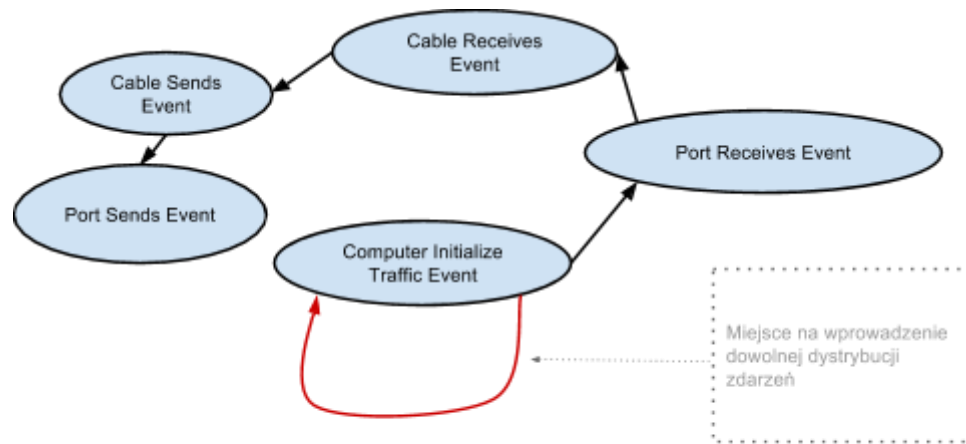 Cable Receives
Event
Cable Sends
Event
Port Receives Event
Port Sends Event
Computer Initialize
Traffic Event
Miejsce na wprowadzenie
dowolnej dystrybucji
zdarzeń